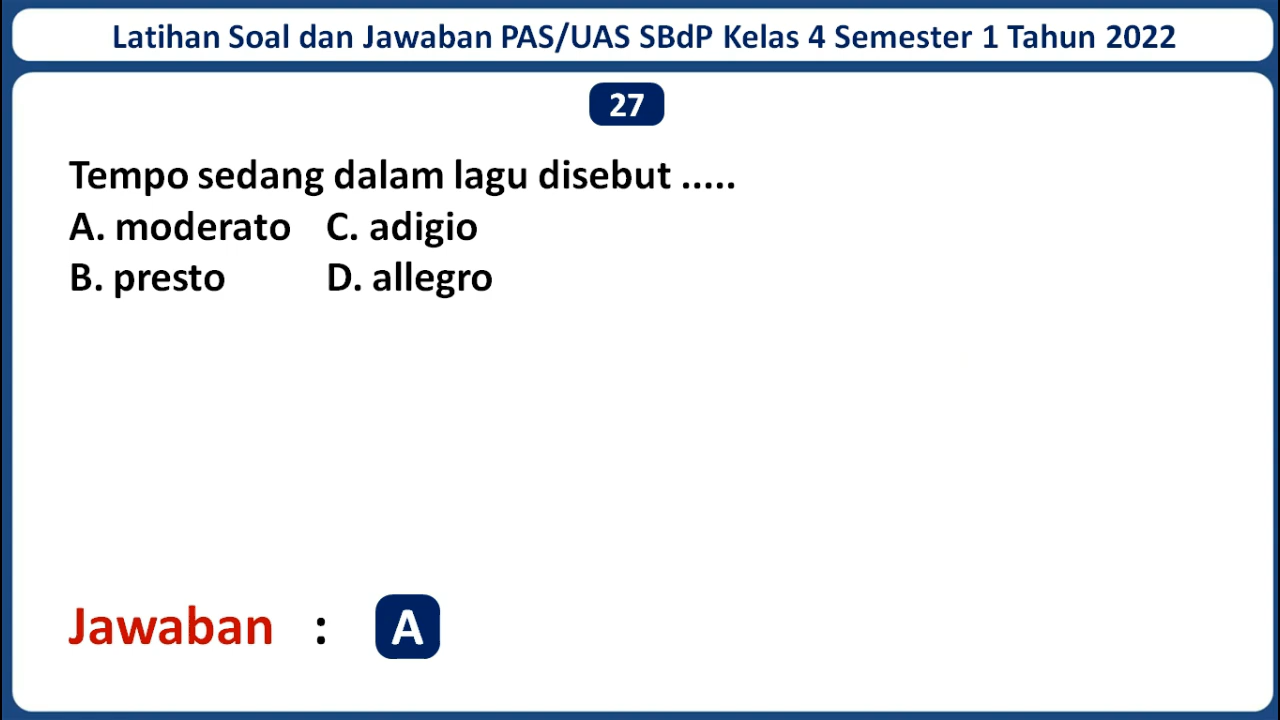 Latihan Soal dan Jawaban PAS/UAS SBdP Kelas 4 Semester 1 Tahun 2022
27
Tempo sedang dalam lagu disebut .....
A. moderato C. adigio
B. presto D. allegro
Jawaban : A